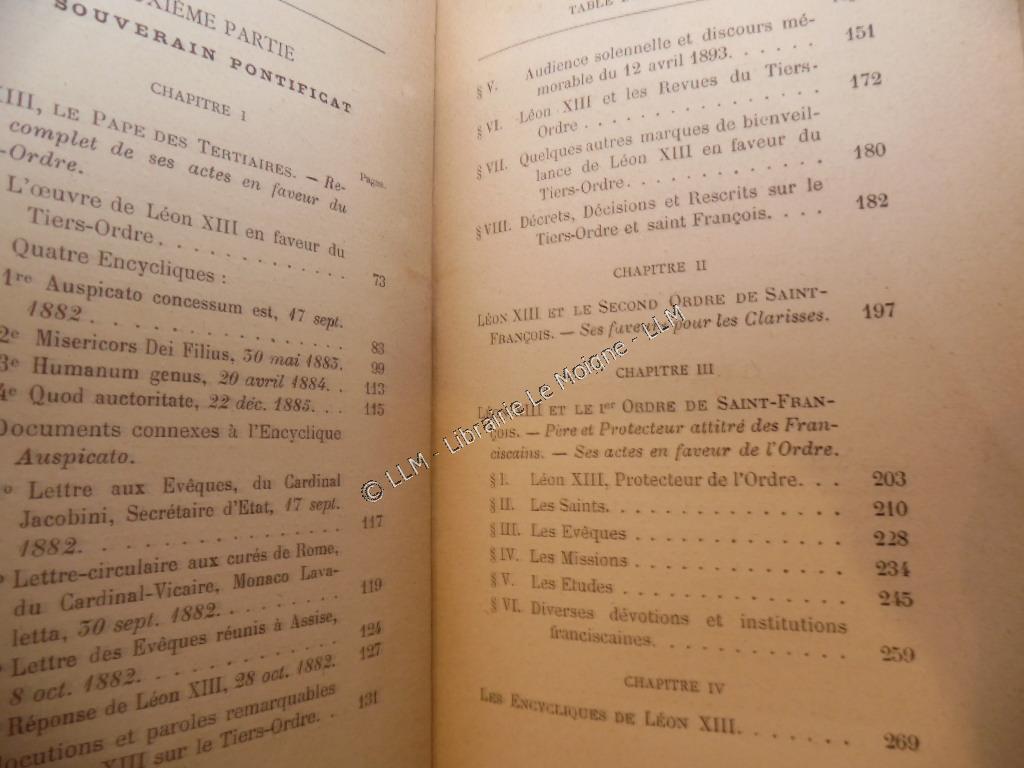 XIÈME PARTIE
SOUVERAIN PONTIFICAT
CHAPITRE I
XIII, LE PAPE DES TERTIAIRES. — Re-
complet de ses actes en faveur du
-Ordre.
Pages.
L'œuvre de Léon XIII en faveur du
Tiers-Ordre. . . . . . . . . . . 73
Quatre Encycliques :
1re Auspicato concessum est, 17 sept.
1882. . . . . . . . . . . . . . 83
2e Misericors Dei Filius, 30 mai 1883. 99
3e Humanum genus, 20 avril 1884. . 113
4e Quod auctoritate, 22 déc. 1885. . . 115
Documents connexes à l'Encyclique
Auspicato.
o Lettre aux Evêques, du Cardinal
Jacobini, Secrétaire d'Etat, 17 sept.
1882. . . . . . . . . . . . . . 117
Lettre-circulaire aux curés de Rome,
du Cardinal-Vicaire, Monaco Lava-
letta, 30 sept. 1882. . . . . . . . 119
Lettre des Evêques réunis à Assise,
8 oct. 1882. . . . . . . . . . . 124
Réponse de Léon XIII, 28 oct. 1882. 127
ocutions et paroles remarquables
XIII sur le Tiers-Ordre. . . 131
TABLE
§ V. Audience solennelle et discours mé-
morable du 12 avril 1893. . . . . . 151
§ VI. Léon XIII et les Revues du Tiers-
Ordre . . . . . . . . . . . . . 172
§ VII. Quelques autres marques de bienveil-
lance de Léon XIII en faveur du
Tiers-Ordre. . . . . . . . . . . 180
§ VIII. Décrets, Décisions et Rescrits sur le
Tiers-Ordre et saint François. . . . 182
CHAPITRE II
LÉON XIII ET LE SECOND ORDRE DE SAINT-
FRANÇOIS. — Ses faveurs pour les Clarisses. 197
CHAPITRE III
LÉON XIII ET LE 1er ORDRE DE SAINT-FRAN-
ÇOIS. — Père et Protecteur attitré des Fran-
ciscains. — Ses actes en faveur de l'Ordre.
§ I. Léon XIII, Protecteur de l'Ordre. . . 203
§ II. Les Saints. . . . . . . . . . . . 210
§ III. Les Evêques . . . . . . . . . . . 228
§ IV. Les Missions . . . . . . . . . . . 234
§ V. Les Etudes . . . . . . . . . . . . 245
§ VI. Diverses dévotions et institutions
franciscaines. . . . . . . . . . . 259
CHAPITRE IV
LES ENCYCLIQUES DE LÉON XIII. . . . . . . 269
© LLM - Librairie Le Moigne - LLM